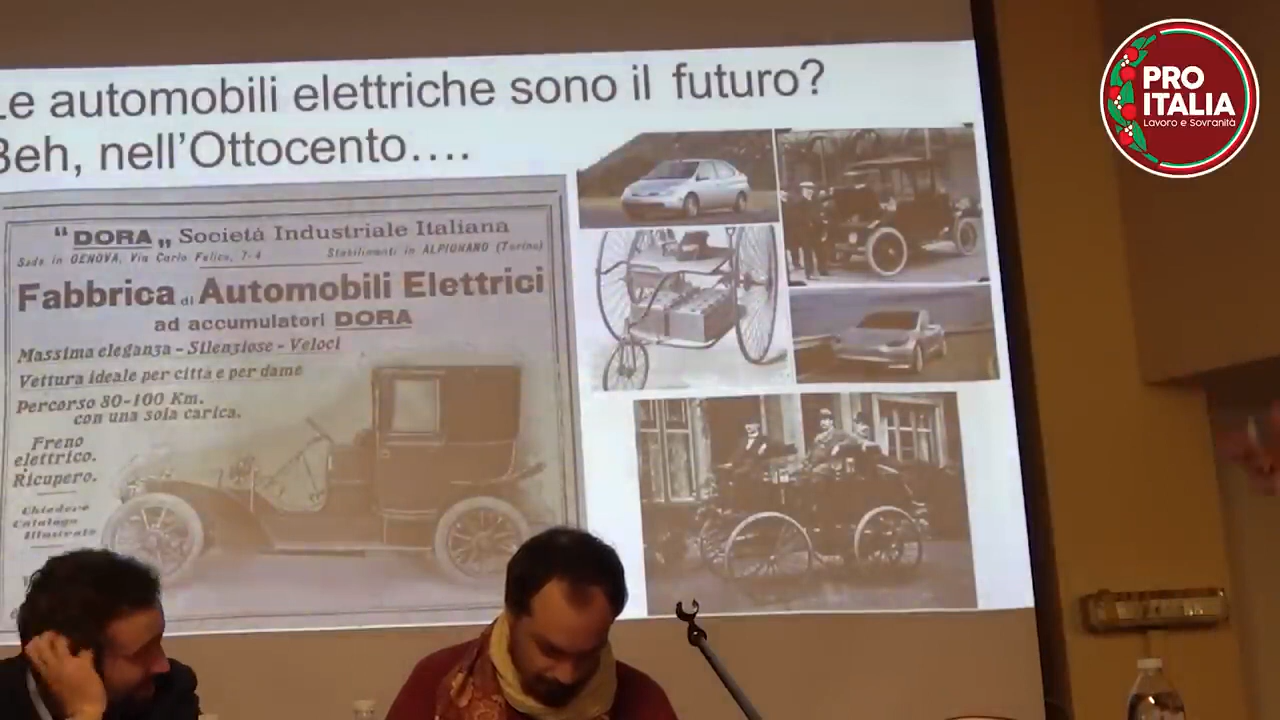 Le automobili elettriche sono il futuro?
Beh, nell'Ottocento....
"DORA„ Società Industriale Italiana
Sede in GENOVA, Via Carlo Felice, 7-4
Stabilimenti in ALPIGNANO (Torino)
Fabbrica di Automobili Elettrici
ad accumulatori DORA
Massima eleganza - Silenziose - Veloci
Vettura ideale per città e per dame
Percorso 80-100 Km.
con una sola carica.
Freno
elettrico.
Ricupero.
Chiedere
Catalogo
Illustrato
PRO
ITALIA
Lavoro e Sovranità